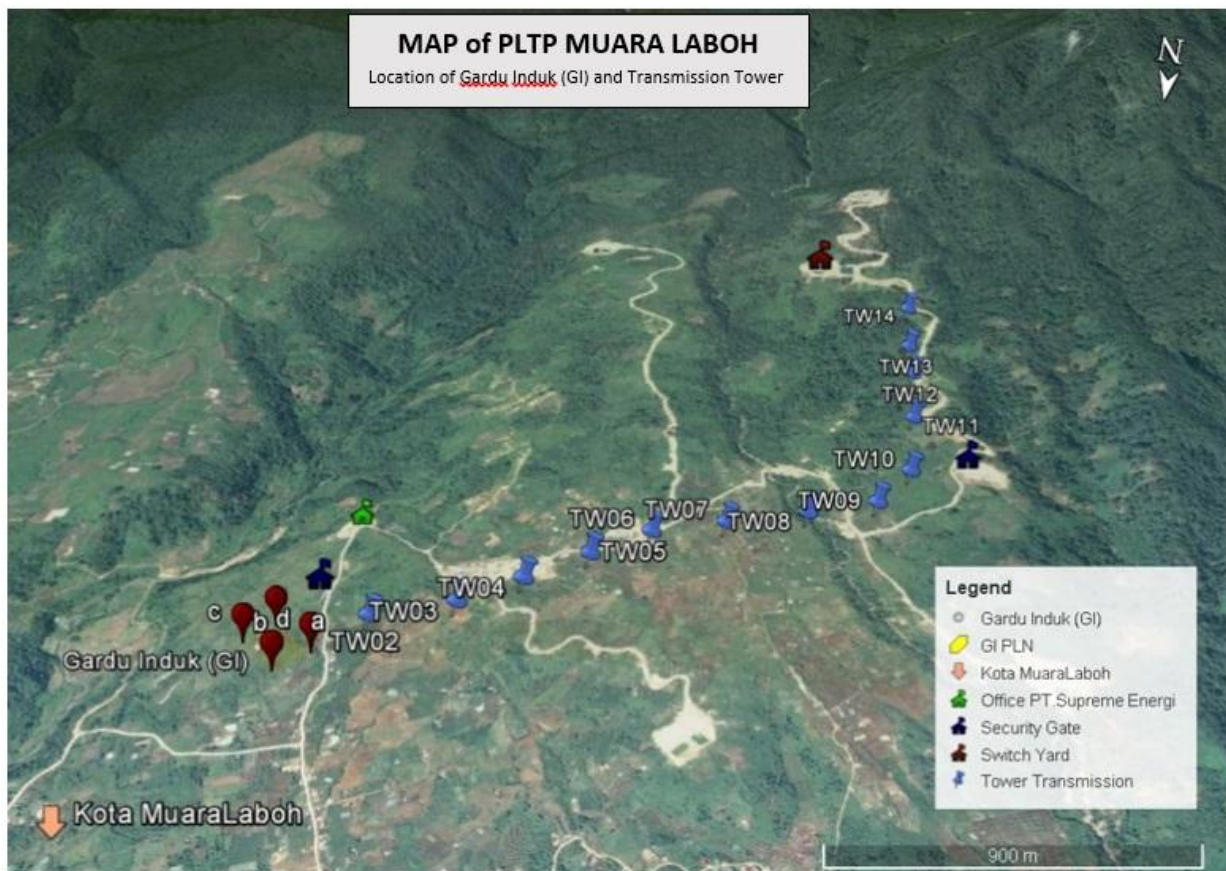 MAP of PLTP MUARA LABOH
Location of Gardu Induk (GI) and Transmission Tower
N
TW14
TW13
TW12
TW11
TW10
TW09
TW08
TW07
TW06
TW05
TW04
TW03
TW02
c
b
d
a
Gardu Induk (GI)
Kota MuaraLaboh
Legend
Gardu Induk (GI)
GI PLN
Kota MuaraLaboh
Office PT.Supreme Energi
Security Gate
Switch Yard
Tower Transmission
900 m